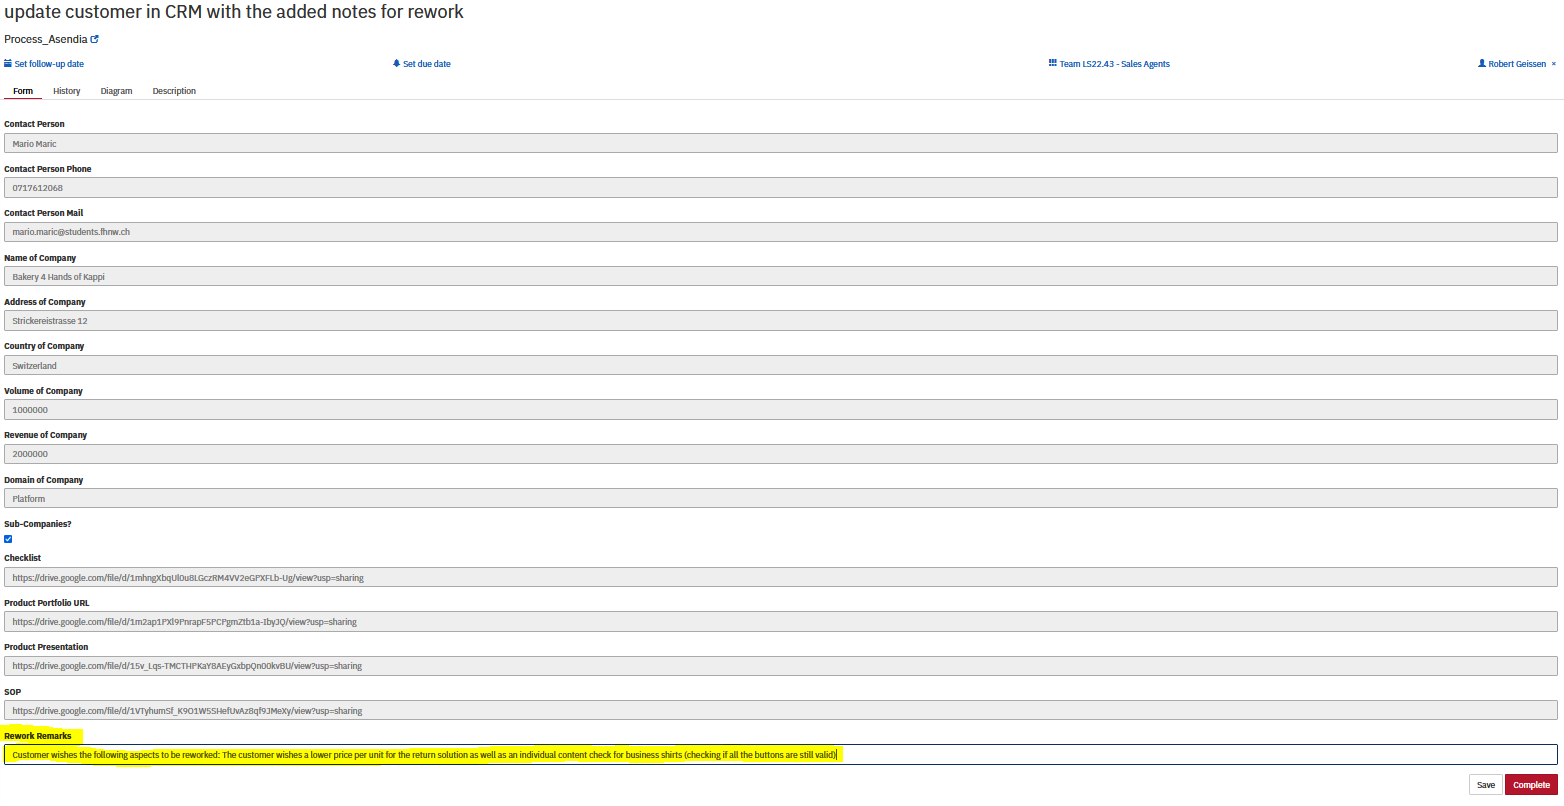 update customer in CRM with the added notes for rework
Process_Asendia
Set follow-up date Set due date Team LS22.43 - Sales Agents Robert Geissen ×
Form History Diagram Description
Contact Person
Mario Maric
Contact Person Phone
0717612068
Contact Person Mail
mario.maric@students.fhnw.ch
Name of Company
Bakery 4 Hands of Kappi
Address of Company
Strickereistrasse 12
Country of Company
Switzerland
Volume of Company
1000000
Revenue of Company
2000000
Domain of Company
Platform
Sub-Companies?
Checklist
https://drive.google.com/file/d/1mhngXbqUl0u8LGczRM4VV2eGPXFLb-Ug/view?usp=sharing
Product Portfolio URL
https://drive.google.com/file/d/1m2ap1PXl9PnrapF5PCPgmZtb1a-IbyJQ/view?usp=sharing
Product Presentation
https://drive.google.com/file/d/15v_Lqs-TMCTHPKaY8AEyGxbpQn00kvBU/view?usp=sharing
SOP
https://drive.google.com/file/d/1VTyhumSf_K9O1W5SHefUvAz8qf9JMeXy/view?usp=sharing
Rework Remarks
Customer wishes the following aspects to be reworked: The customer wishes a lower price per unit for the return solution as well as an individual content check for business shirts (checking if all the buttons are still valid)
Save Complete